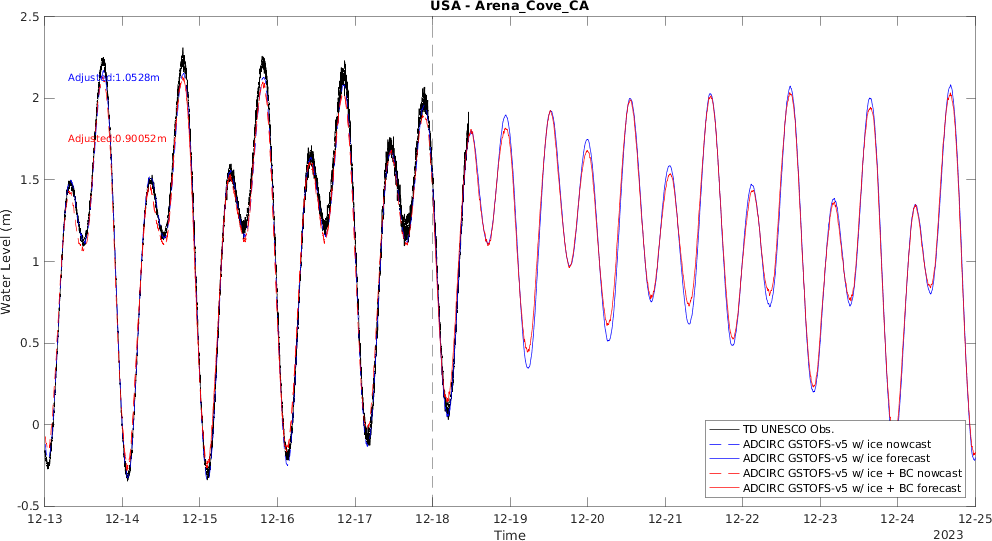 USA - Arena_Cove_CA
2.5
2
1.5
1
0.5
0
-0.5
Water Level (m)
Adjusted:1.0528m
Adjusted:0.90052m
TD UNESCO Obs.
ADCIRC GSTOFS-v5 w/ ice nowcast
ADCIRC GSTOFS-v5 w/ ice forecast
ADCIRC GSTOFS-v5 w/ ice + BC nowcast
ADCIRC GSTOFS-v5 w/ ice + BC forecast
12-13 12-14 12-15 12-16 12-17 12-18 12-19 12-20 12-21 12-22 12-23 12-24 12-25
Time
2023